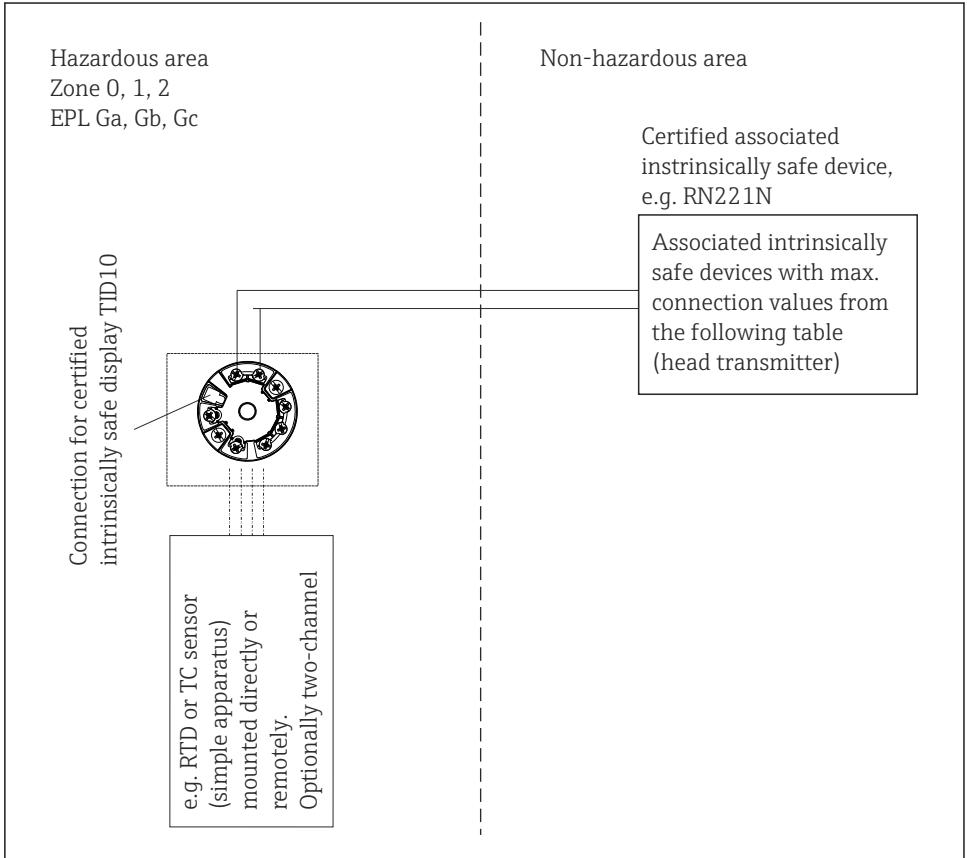 Hazardous area
Zone 0, 1, 2
EPL Ga, Gb, Gc
Non-hazardous area
Certified associated
instrinsically safe device,
e.g. RN221N
Associated intrinsically
safe devices with max.
connection values from
the following table
(head transmitter)
Connection for certified
intrinsically safe display TID10
e.g. RTD or TC sensor
(simple apparatus)
mounted directly or
remotely.
Optionally two-channel